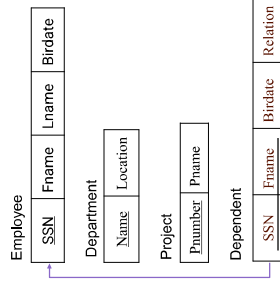 Employee
SSN Fname Lname Birdate
Department
Name Location
Project
Pnumber Pname
Dependent
SSN Fname Birdate Relation